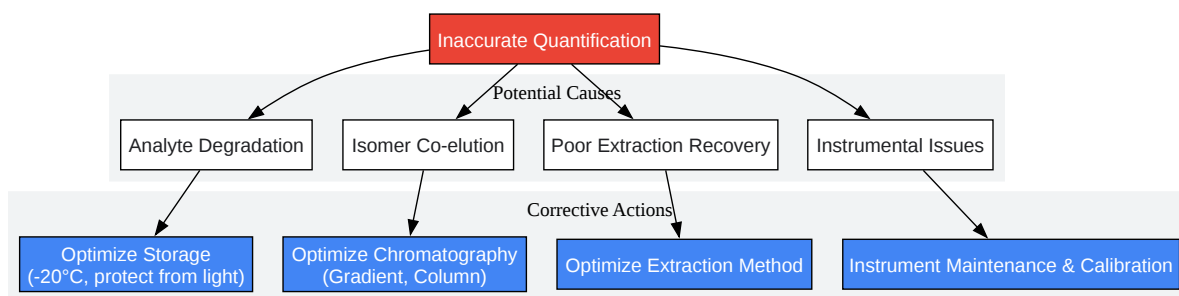 Inaccurate Quantification
Potential Causes
Analyte Degradation
Isomer Co-elution
Poor Extraction Recovery
Instrumental Issues
Corrective Actions
Optimize Storage
(-20°C, protect from light)
Optimize Chromatography
(Gradient, Column)
Optimize Extraction Method
Instrument Maintenance & Calibration